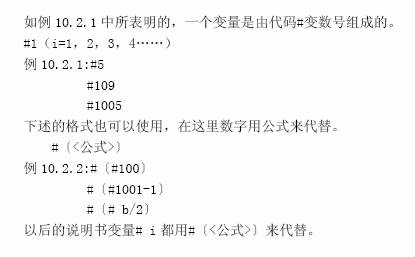 如例 10.2.1 中所表明的，一个变量是由代码#变数号组成的。
#1（i=1, 2, 3, 4……）
例 10.2.1:#5
#109
#1005
下述的格式也可以使用，在这里数字用公式来代替。
#〔<公式>〕
例 10.2.2:#〔#100〕
#〔#1001-1〕
#〔# b/2〕
以后的说明书变量# i 都用#〔<公式>〕来代替。